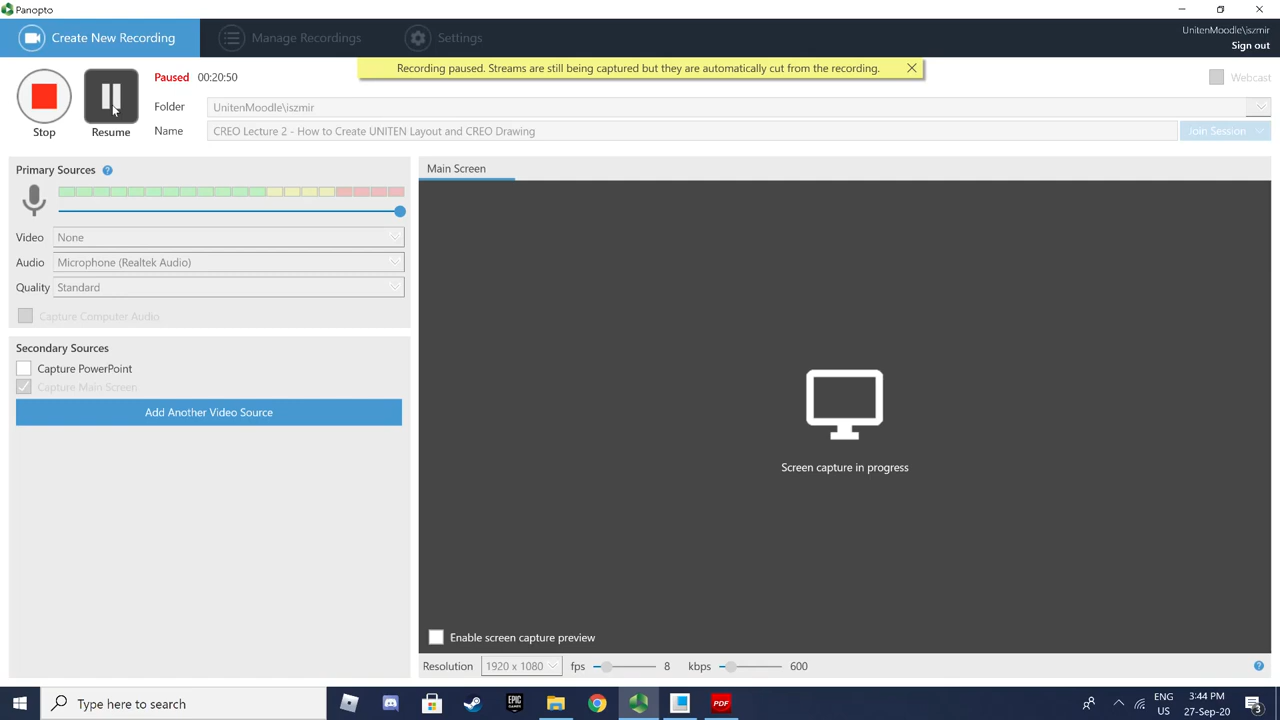 Panopto
Create New Recording
Manage Recordings
Settings
UnitenMoodle\iszmir
Sign out
Recording paused. Streams are still being captured but they are automatically cut from the recording.
Paused 00:20:50
Webcast
Folder UnitenMoodle\iszmir
Stop Resume
Name CREO Lecture 2 - How to Create UNITEN Layout and CREO Drawing
Join Session
Primary Sources ?
Video None
Audio Microphone (Realtek Audio)
Quality Standard
Capture Computer Audio
Secondary Sources
Capture PowerPoint
Capture Main Screen
Add Another Video Source
Main Screen
Screen capture in progress
Enable screen capture preview
Resolution 1920 x 1080 fps 8 kbps 600 ?
Type here to search
EPIC
GAMES
PDF
ENG
US
3:44 PM
27-Sep-20
3